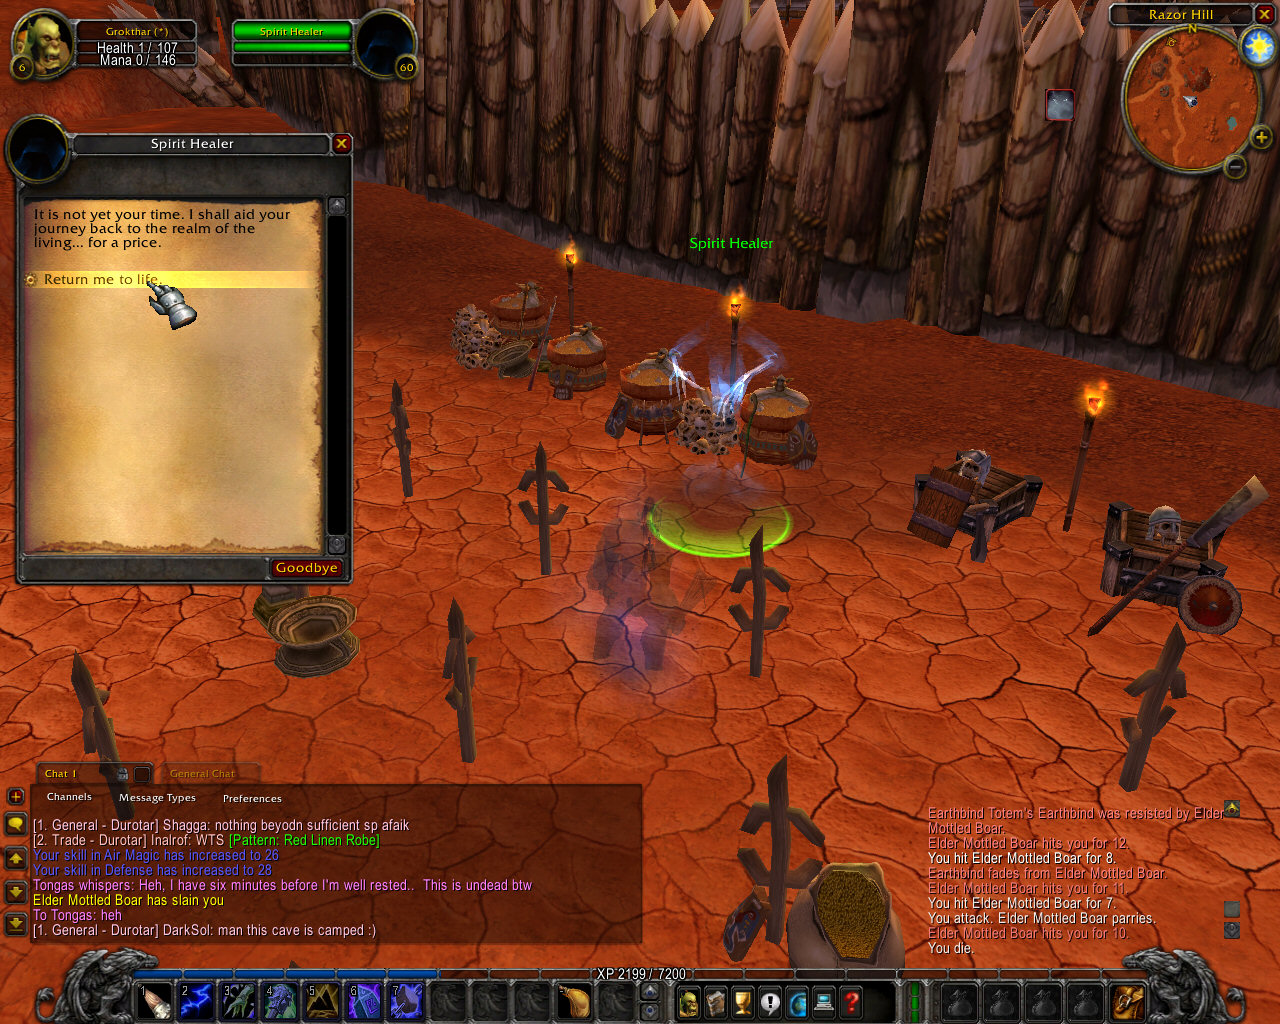 Grokthar (*)
Health 1 / 107
Mana 0 / 146
6
Spirit Healer
60
Razor Hill
N
Spirit Healer
It is not yet your time. I shall aid your
journey back to the realm of the
living... for a price.
Return me to life.
Goodbye
Spirit Healer
Chat 1
General Chat
Channels
Message Types
Preferences
[1. General - Durotar] Shagga: nothing beyodn sufficient sp afaik
[2. Trade - Durotar] Inalrof: WTS [Pattern: Red Linen Robe]
Your skill in Air Magic has increased to 26
Your skill in Defense has increased to 28
Tongas whispers: Heh, I have six minutes before I'm well rested.. This is undead btw
Elder Mottled Boar has slain you
To Tongas: heh
[1. General - Durotar] DarkSol: man this cave is camped :)
Earthbind Totem's Earthbind was resisted by Elder
Mottled Boar.
Elder Mottled Boar hits you for 12.
You hit Elder Mottled Boar for 8.
Earthbind fades from Elder Mottled Boar.
Elder Mottled Boar hits you for 11.
You hit Elder Mottled Boar for 7.
You attack. Elder Mottled Boar parries.
Elder Mottled Boar hits you for 10.
You die.
XP 2199 / 7200
1
2
3
4
5
6
7